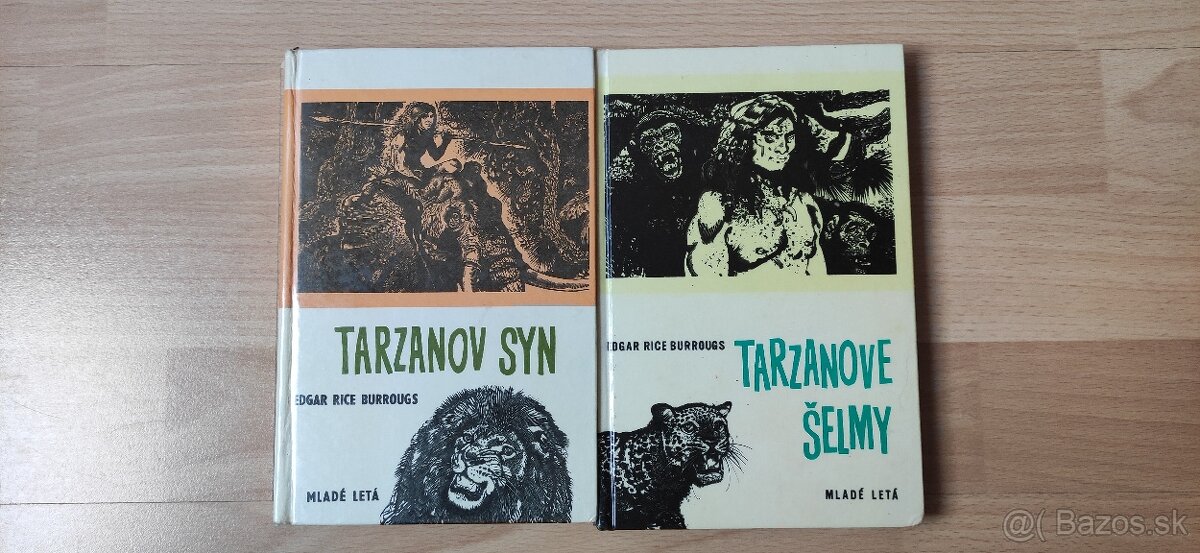 TARZANOV SYN
EDGAR RICE BURROUGS
MLADÉ LETÁ
EDGAR RICE BURROUGS
TARZANOVE
ŠELMY
MLADÉ LETÁ
@( Bazos.sk